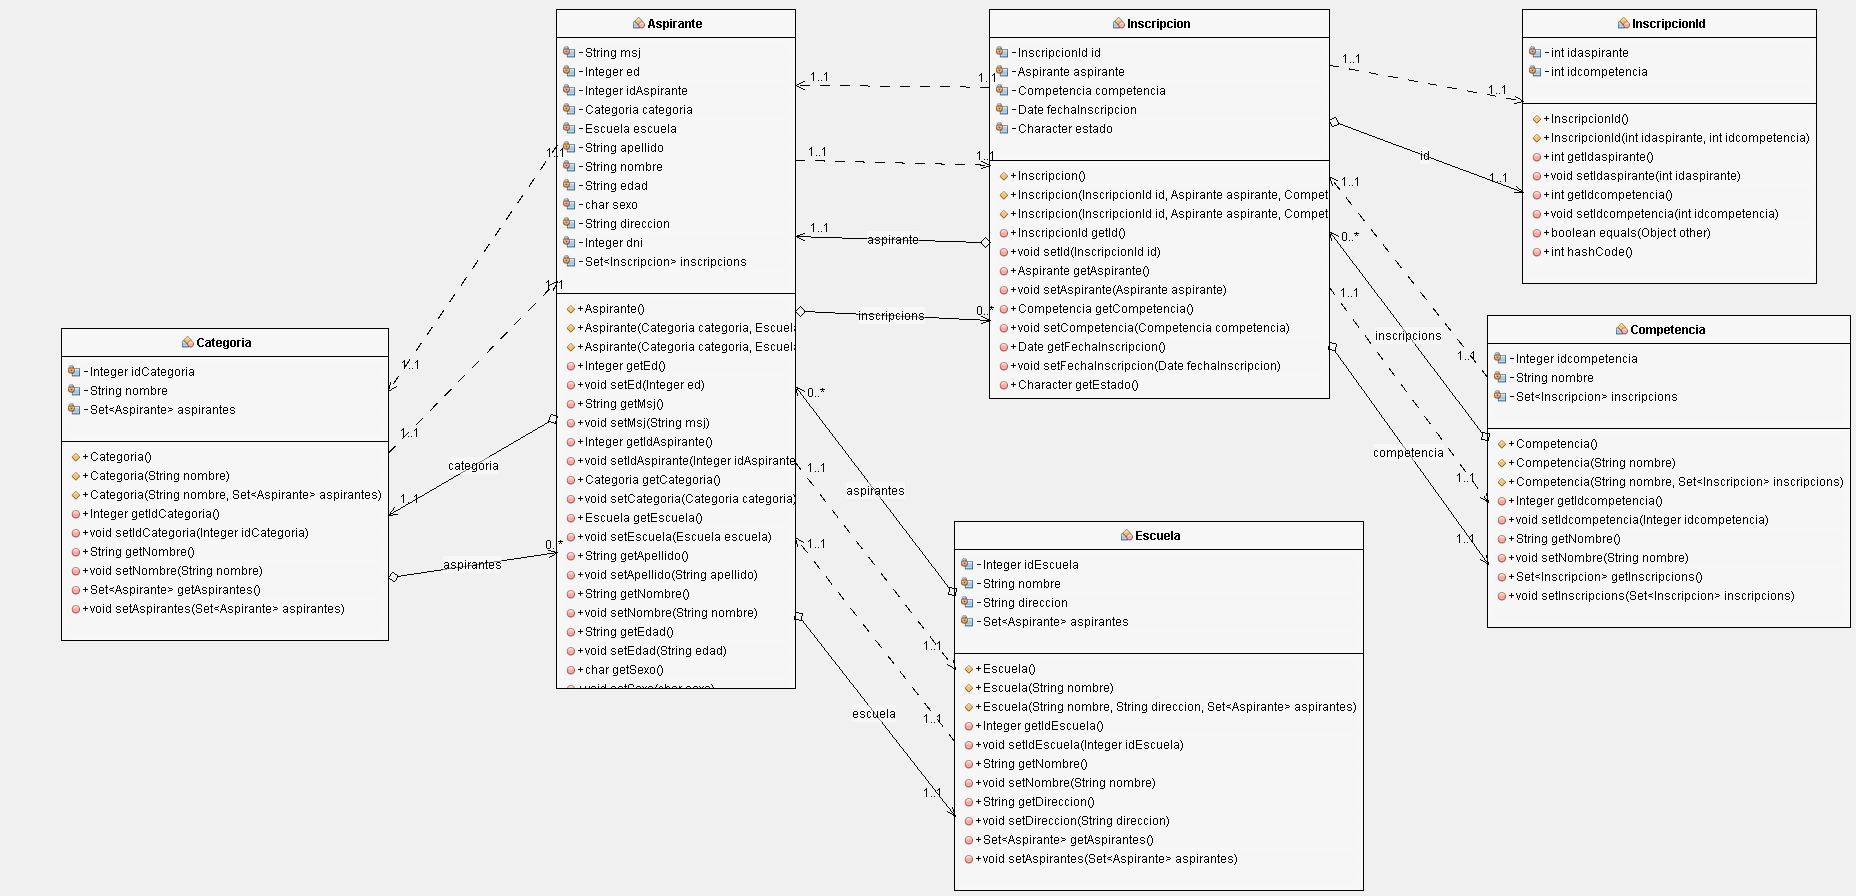 Aspirante
- String msj
- Integer ed
- Integer idAspirante
- Categoria categoria
- Escuela escuela
- String apellido
- String nombre
- String edad
- char sexo
- String direccion
- Integer dni
- Set<Inscripcion> inscripcions
+ Aspirante()
+ Aspirante(Categoria categoria, Escuela
+ Aspirante(Categoria categoria, Escuela
+ Integer getEd()
+ void setEd(Integer ed)
+ String getMsj()
+ void setMsj(String msj)
+ Integer getIdAspirante()
+ void setIdAspirante(Integer idAspirante
+ Categoria getCategoria()
+ void setCategoria(Categoria categoria)
+ Escuela getEscuela()
+ void setEscuela(Escuela escuela)
+ String getApellido()
+ void setApellido(String apellido)
+ String getNombre()
+ void setNombre(String nombre)
+ String getEdad()
+ void setEdad(String edad)
+ char getSexo()
+ void setSexo(char sexo)
Inscripcion
- InscripcionId id
- Aspirante aspirante
- Competencia competencia
- Date fechaInscripcion
- Character estado
+ Inscripcion()
+ Inscripcion(InscripcionId id, Aspirante aspirante, Compet
+ Inscripcion(InscripcionId id, Aspirante aspirante, Compet
+ InscripcionId getId()
+ void setId(InscripcionId id)
+ Aspirante getAspirante()
+ void setAspirante(Aspirante aspirante)
+ Competencia getCompetencia()
+ void setCompetencia(Competencia competencia)
+ Date getFechaInscripcion()
+ void setFechaInscripcion(Date fechaInscripcion)
+ Character getEstado()
InscripcionId
- int idaspirante
- int idcompetencia
+ InscripcionId()
+ InscripcionId(int idaspirante, int idcompetencia)
+ int getIdaspirante()
+ void setIdaspirante(int idaspirante)
+ int getIdcompetencia()
+ void setIdcompetencia(int idcompetencia)
+ boolean equals(Object other)
+ int hashCode()
Categoria
- Integer idCategoria
- String nombre
- Set<Aspirante> aspirantes
+ Categoria()
+ Categoria(String nombre)
+ Categoria(String nombre, Set<Aspirante> aspirantes)
+ Integer getIdCategoria()
+ void setIdCategoria(Integer idCategoria)
+ String getNombre()
+ void setNombre(String nombre)
+ Set<Aspirante> getAspirantes()
+ void setAspirantes(Set<Aspirante> aspirantes)
Competencia
- Integer idcompetencia
- String nombre
- Set<Inscripcion> inscripcions
+ Competencia()
+ Competencia(String nombre)
+ Competencia(String nombre, Set<Inscripcion> inscripcions)
+ Integer getIdcompetencia()
+ void setIdcompetencia(Integer idcompetencia)
+ String getNombre()
+ void setNombre(String nombre)
+ Set<Inscripcion> getInscripcions()
+ void setInscripcions(Set<Inscripcion> inscripcions)
Escuela
- Integer idEscuela
- String nombre
- String direccion
- Set<Aspirante> aspirantes
+ Escuela()
+ Escuela(String nombre)
+ Escuela(String nombre, String direccion, Set<Aspirante> aspirantes)
+ Integer getIdEscuela()
+ void setIdEscuela(Integer idEscuela)
+ String getNombre()
+ void setNombre(String nombre)
+ String getDireccion()
+ void setDireccion(String direccion)
+ Set<Aspirante> getAspirantes()
+ void setAspirantes(Set<Aspirante> aspirantes)
1..1
1..1
1..1
1..1
1..1
aspirante
inscripcions
0..*
1..1
1..1
id
1..1
1..1
1..1
1..1
1..1
categoria
1..1
0..*
aspirantes
0..*
aspirantes
1..1
1..1
1..1
1..1
escuela
1..1
1..1
1..1
0..*
inscripcions
1..1
1..1
competencia
1..1